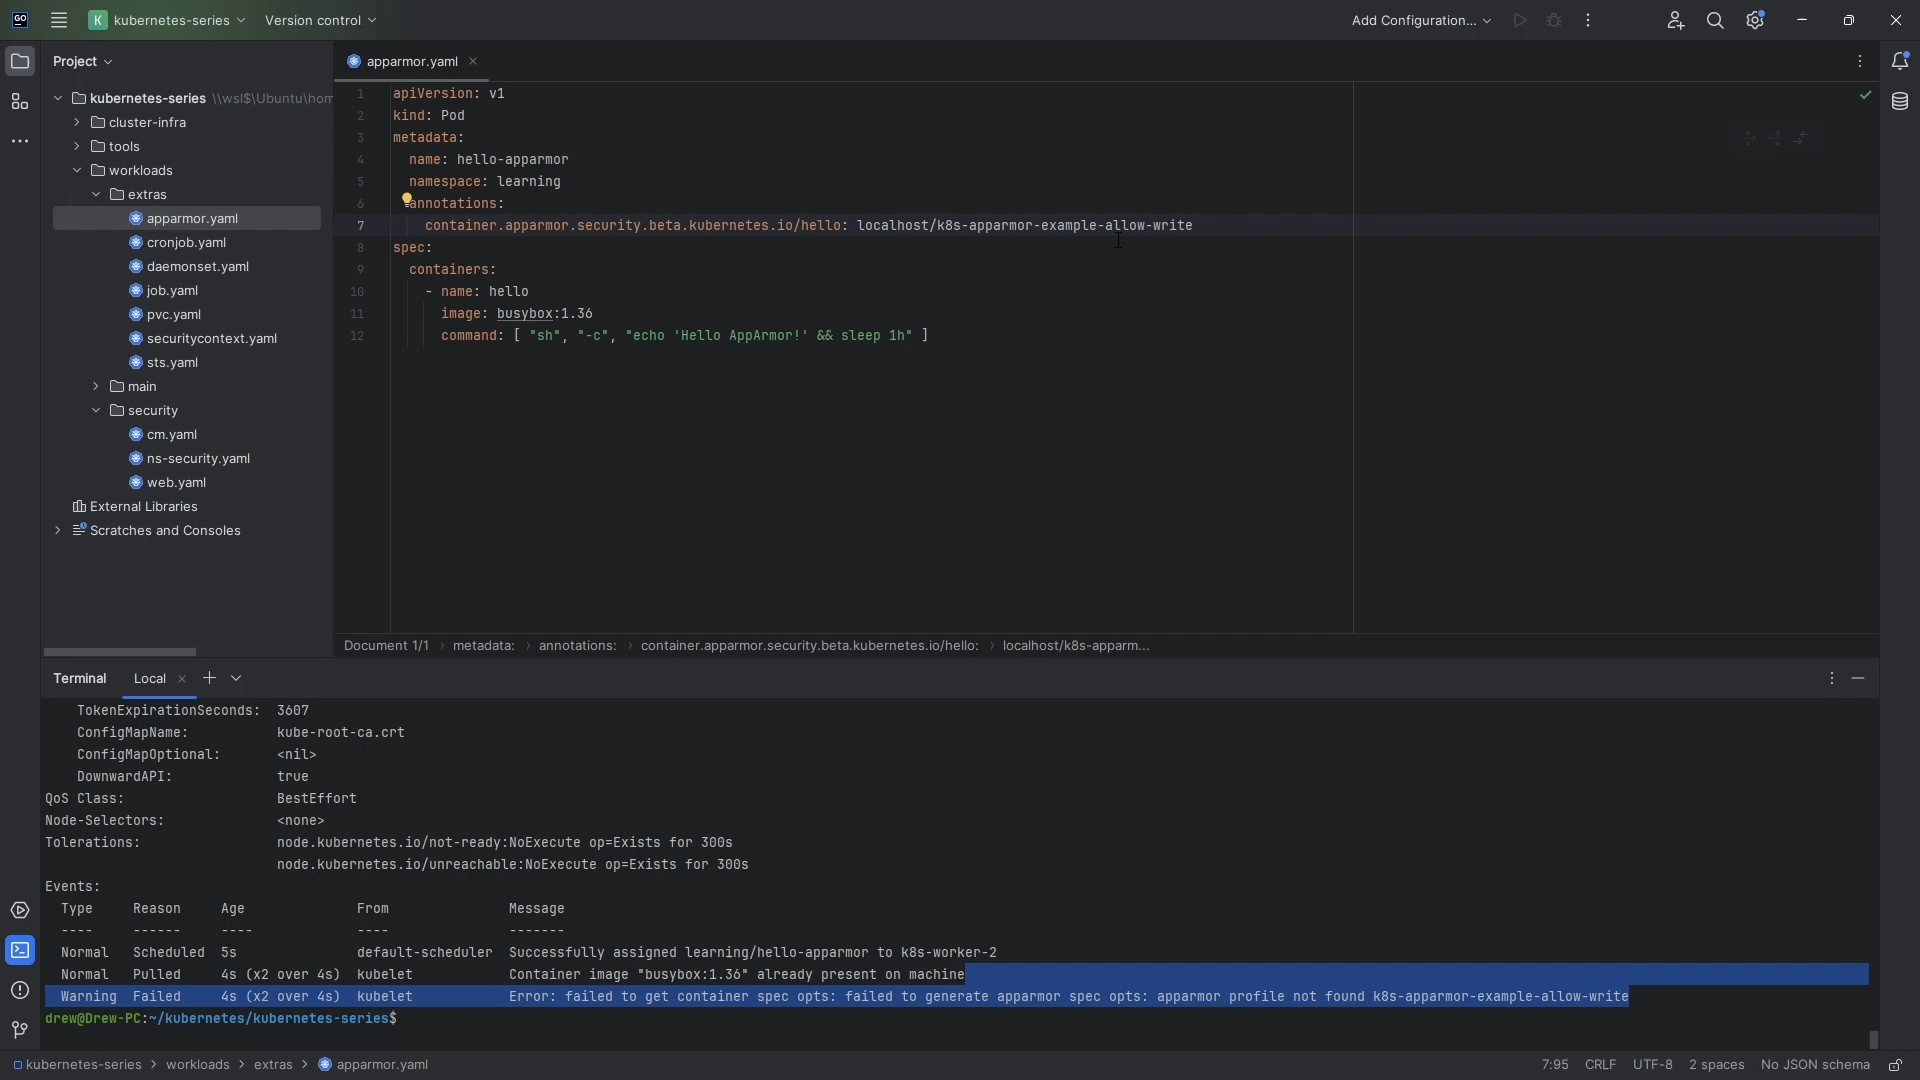 GO
K kubernetes-series
Version control
Add Configuration...
Project
kubernetes-series \\wsl$\Ubuntu\hom
cluster-infra
tools
workloads
extras
apparmor.yaml
cronjob.yaml
daemonset.yaml
job.yaml
pvc.yaml
securitycontext.yaml
sts.yaml
main
security
cm.yaml
ns-security.yaml
web.yaml
External Libraries
Scratches and Consoles
apparmor.yaml
1 apiVersion: v1
2 kind: Pod
3 metadata:
4 name: hello-apparmor
5 namespace: learning
6 annotations:
7 container.apparmor.security.beta.kubernetes.io/hello: localhost/k8s-apparmor-example-allow-write
8 spec:
9 containers:
10 - name: hello
11 image: busybox:1.36
12 command: [ "sh", "-c", "echo 'Hello AppArmor!' && sleep 1h" ]
Document 1/1 › metadata: › annotations: › container.apparmor.security.beta.kubernetes.io/hello: › localhost/k8s-apparm...
Terminal Local
TokenExpirationSeconds: 3607
ConfigMapName: kube-root-ca.crt
ConfigMapOptional: <nil>
DownwardAPI: true
QoS Class: BestEffort
Node-Selectors: <none>
Tolerations: node.kubernetes.io/not-ready:NoExecute op=Exists for 300s
node.kubernetes.io/unreachable:NoExecute op=Exists for 300s
Events:
Type Reason Age From Message
---- ------ ---- ---- -------
Normal Scheduled 5s default-scheduler Successfully assigned learning/hello-apparmor to k8s-worker-2
Normal Pulled 4s (x2 over 4s) kubelet Container image "busybox:1.36" already present on machine
Warning Failed 4s (x2 over 4s) kubelet Error: failed to get container spec opts: failed to generate apparmor spec opts: apparmor profile not found k8s-apparmor-example-allow-write
drew@Drew-PC:~/kubernetes/kubernetes-series$
kubernetes-series › workloads › extras › apparmor.yaml
7:95 CRLF UTF-8 2 spaces No JSON schema